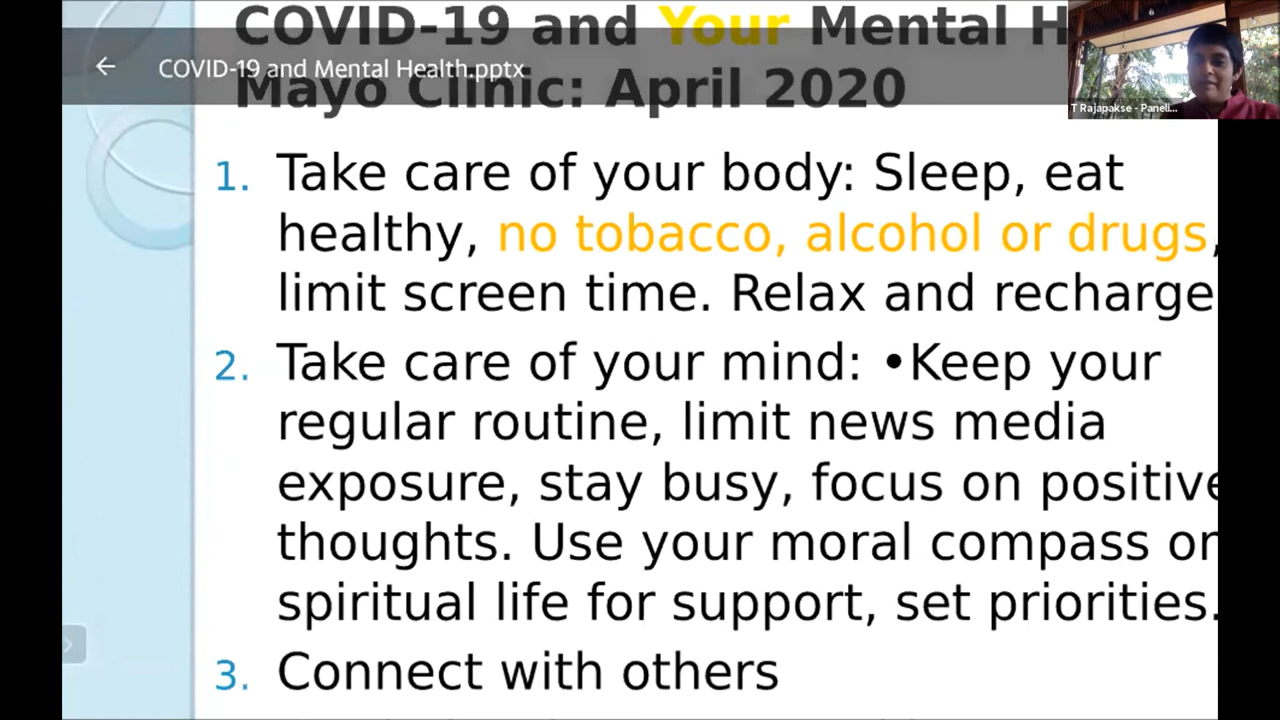 COVID-19 and Your Mental H
COVID-19 and Mental Health.pptx
Mayo Clinic: April 2020
T Rajapakse - Paneli...
1. Take care of your body: Sleep, eat
healthy, no tobacco, alcohol or drugs,
limit screen time. Relax and recharge
2. Take care of your mind: •Keep your
regular routine, limit news media
exposure, stay busy, focus on positive
thoughts. Use your moral compass or
spiritual life for support, set priorities.
3. Connect with others